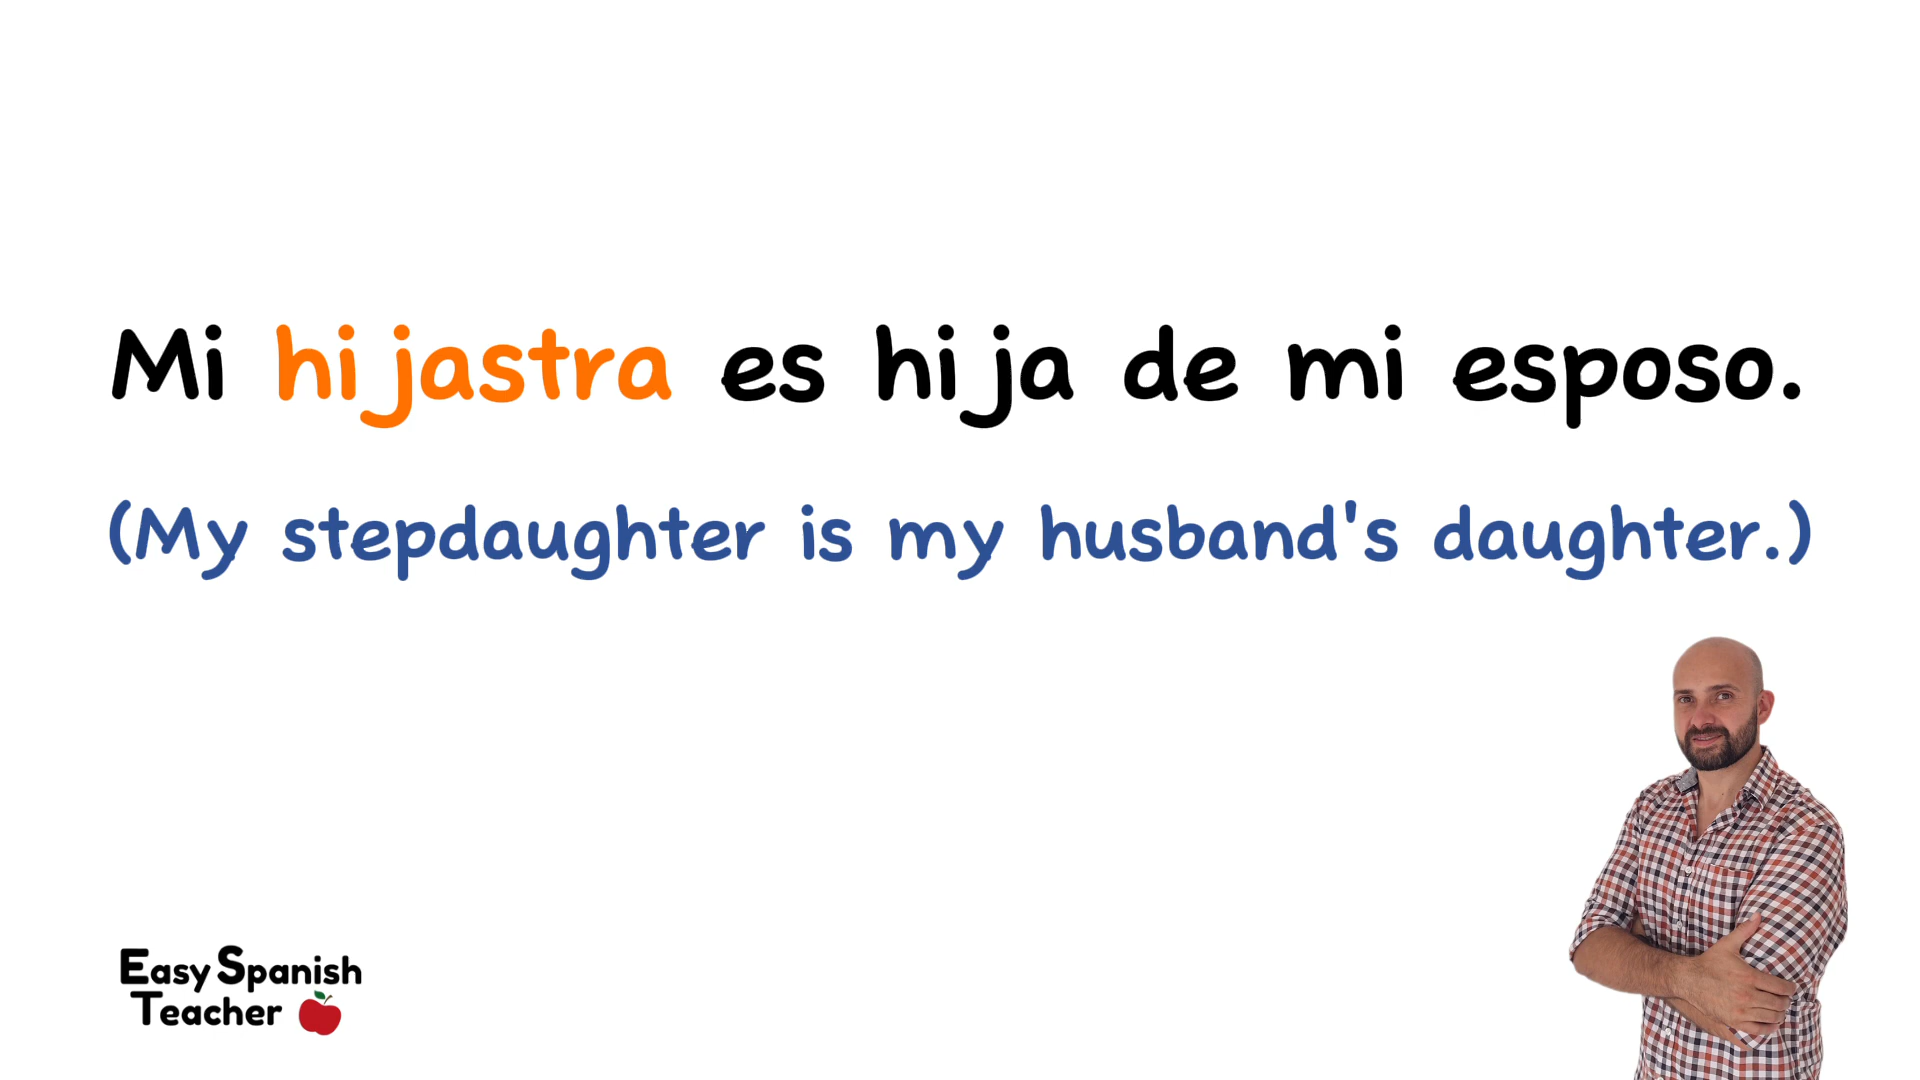 Mi hijastra es hija de mi esposo.
(My stepdaughter is my husband's daughter.)
Easy Spanish
Teacher